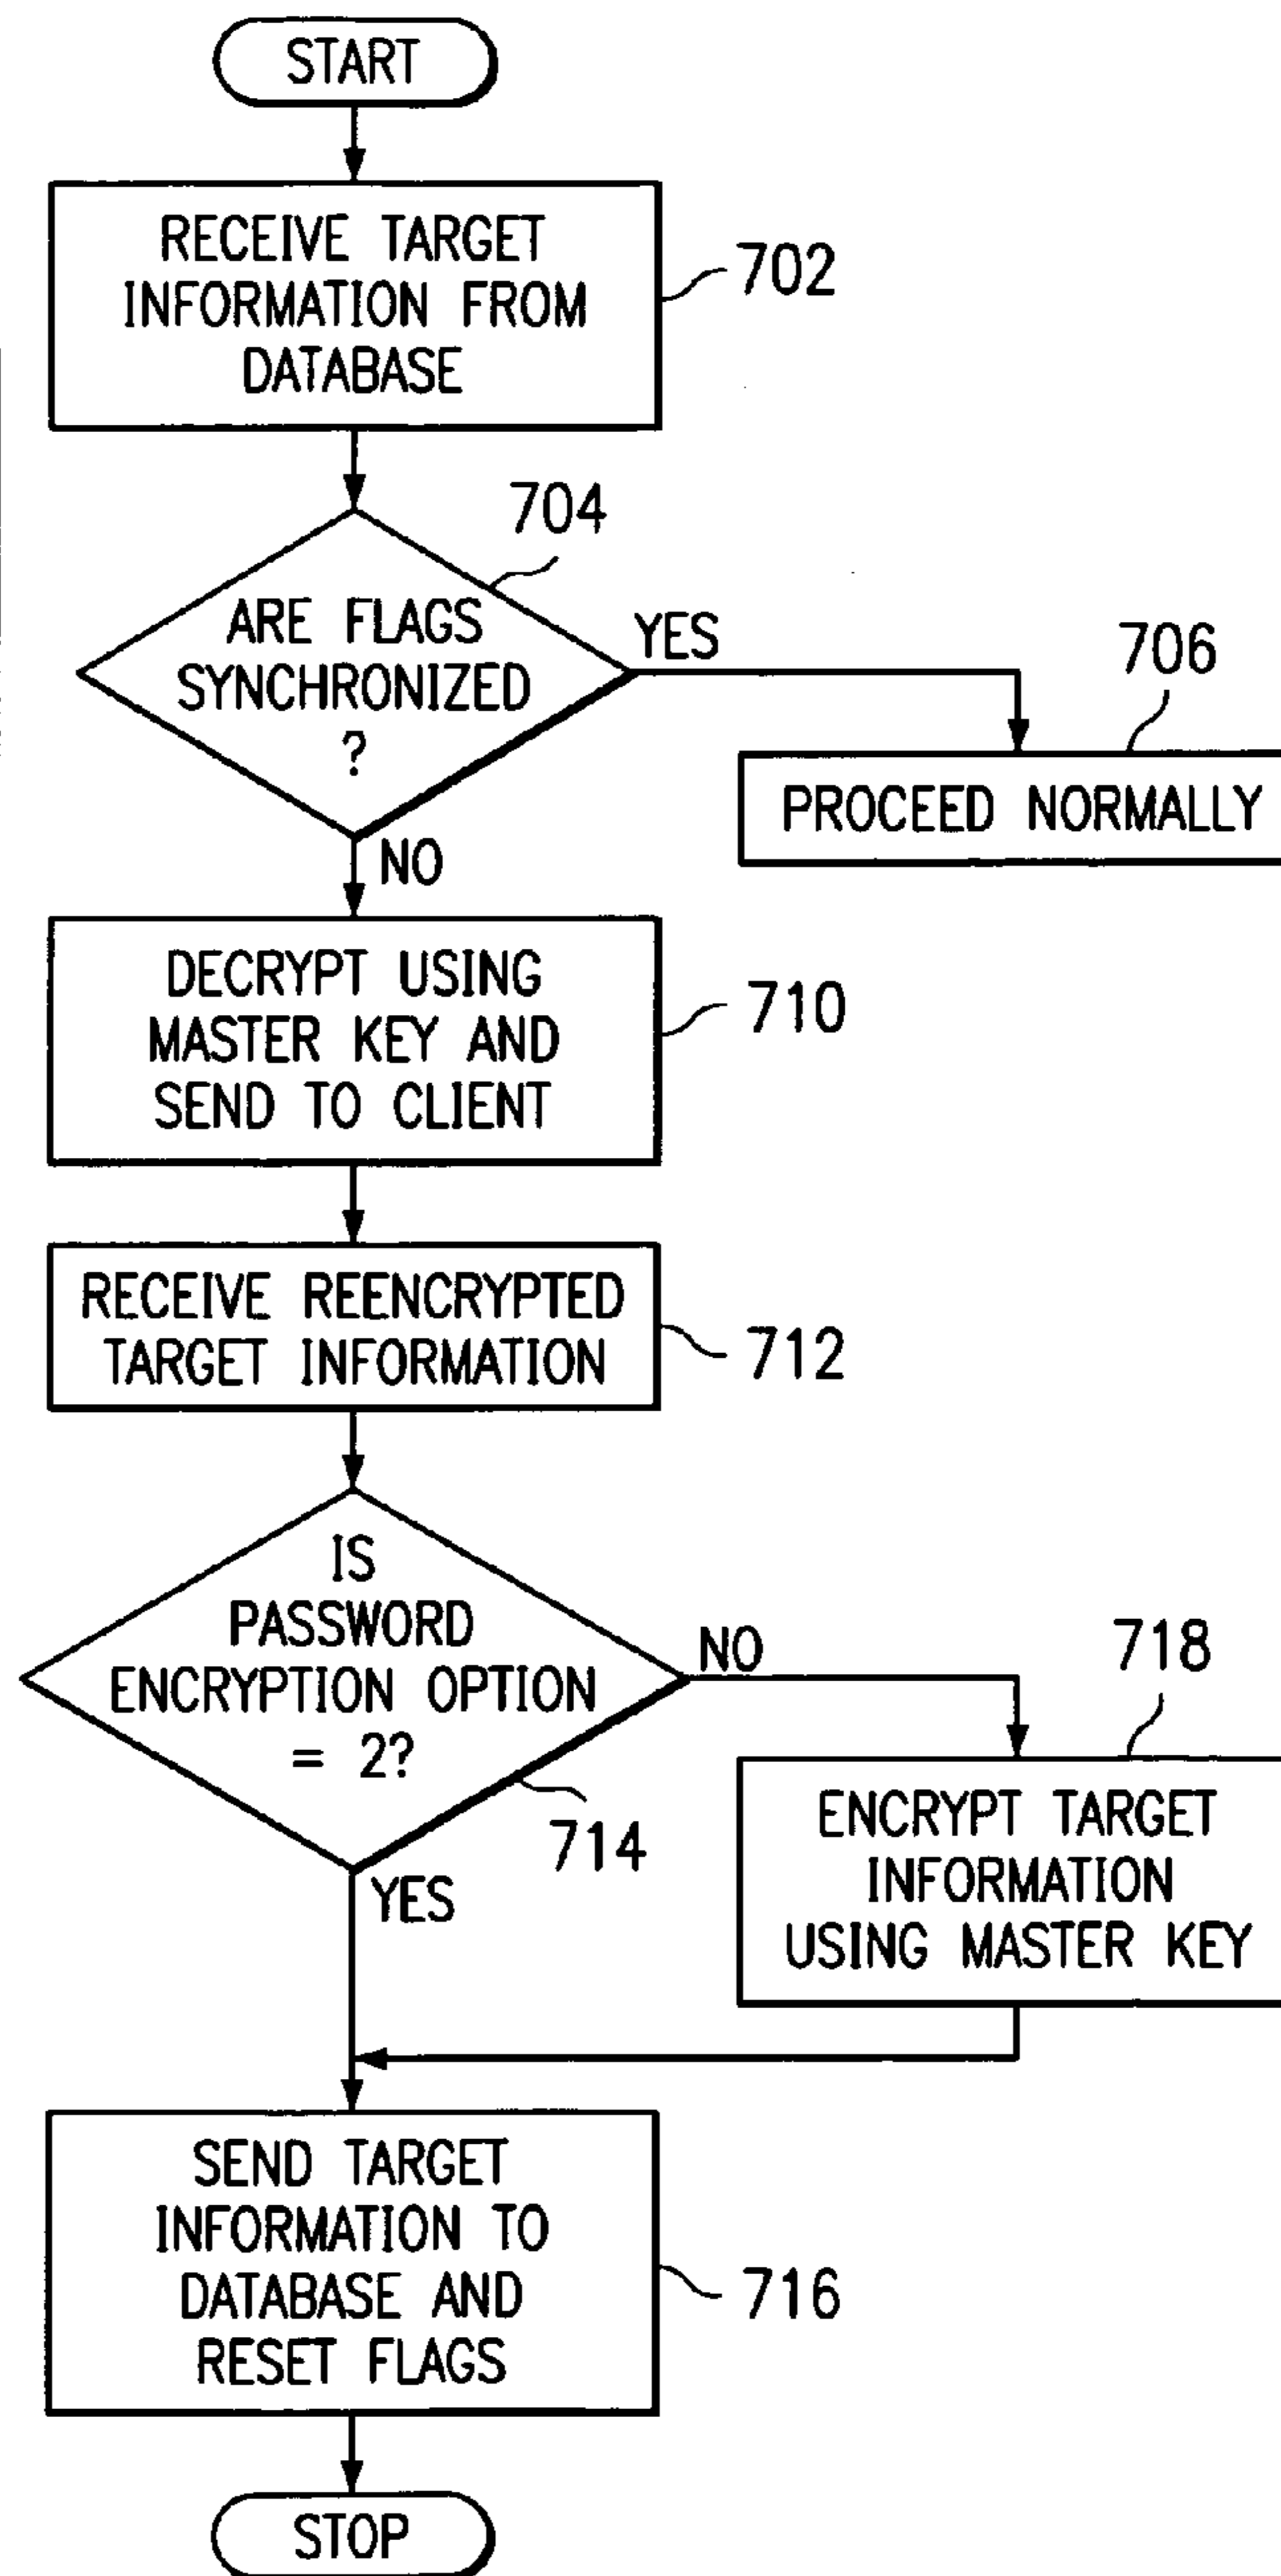 START
RECEIVE TARGET
INFORMATION FROM
DATABASE
702
704
ARE FLAGS
SYNCHRONIZED
?
YES
706
PROCEED NORMALLY
NO
DECRYPT USING
MASTER KEY AND
SEND TO CLIENT
710
RECEIVE REENCRYPTED
TARGET INFORMATION
712
IS
PASSWORD
ENCRYPTION OPTION
= 2?
714
NO
718
ENCRYPT TARGET
INFORMATION
USING MASTER KEY
YES
SEND TARGET
INFORMATION TO
DATABASE AND
RESET FLAGS
716
STOP